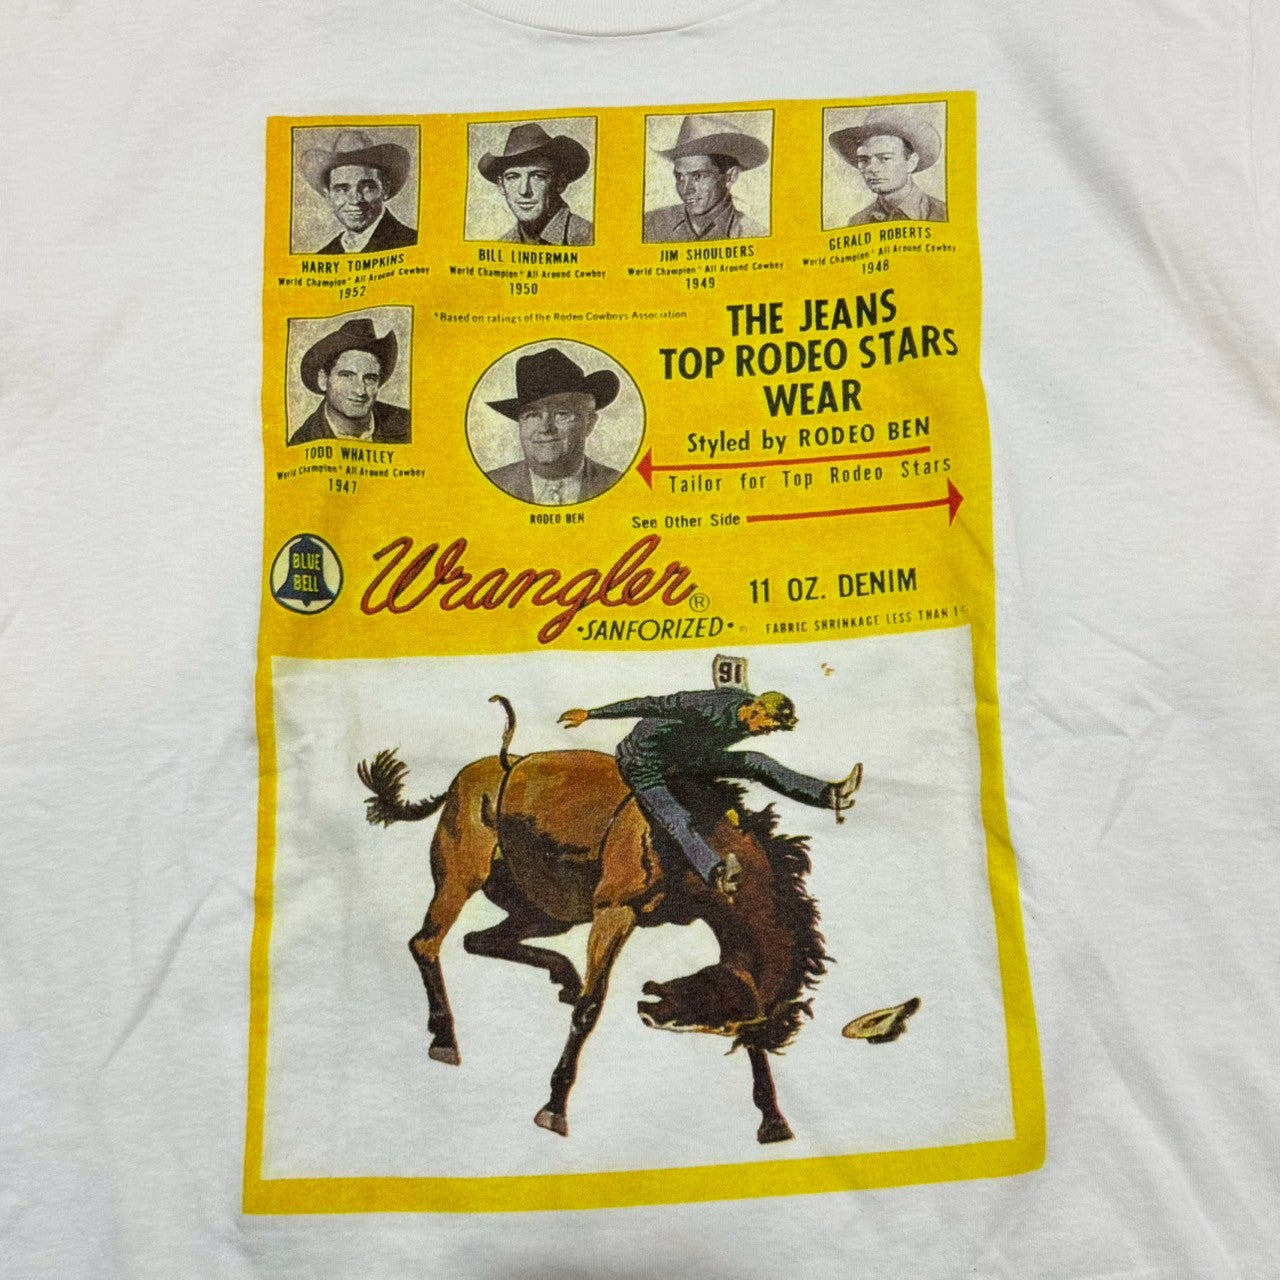 HARRY TOMPKINS
World Champion* All Around Cowboy
1952
BILL LINDERMAN
World Champion* All Around Cowboy
1950
JIM SHOULDERS
World Champion* All Around Cowboy
1949
GERALD ROBERTS
World Champion* All Around Cowboy
1948
TODD WHATLEY
World Champion* All Around Cowboy
1947
*Based on ratings of the Rodeo Cowboys Association
RODEO BEN
THE JEANS
TOP RODEO STARS
WEAR
Styled by RODEO BEN
Tailor for Top Rodeo Stars
See Other Side
BLUE
BELL
Wrangler®
•SANFORIZED•
11 OZ. DENIM
FABRIC SHRINKAGE LESS THAN 1%
91